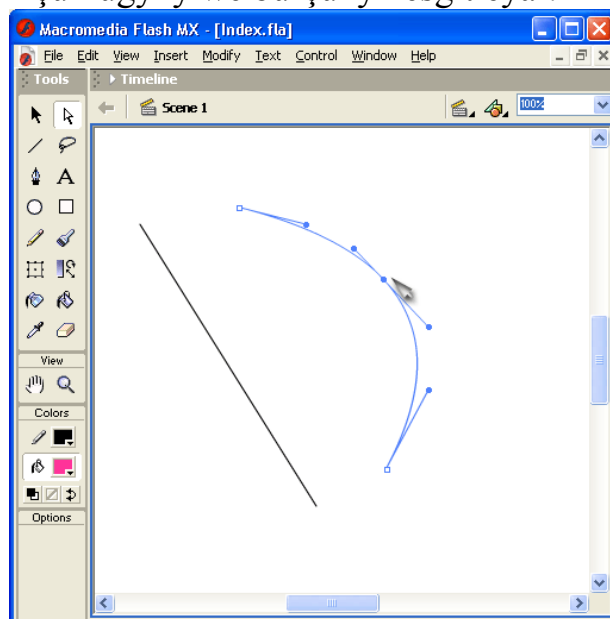 Macromedia Flash MX - [Index.fla]
File Edit View Insert Modify Text Control Window Help
Tools
Timeline
Scene 1
100%
A
View
Colors
Options